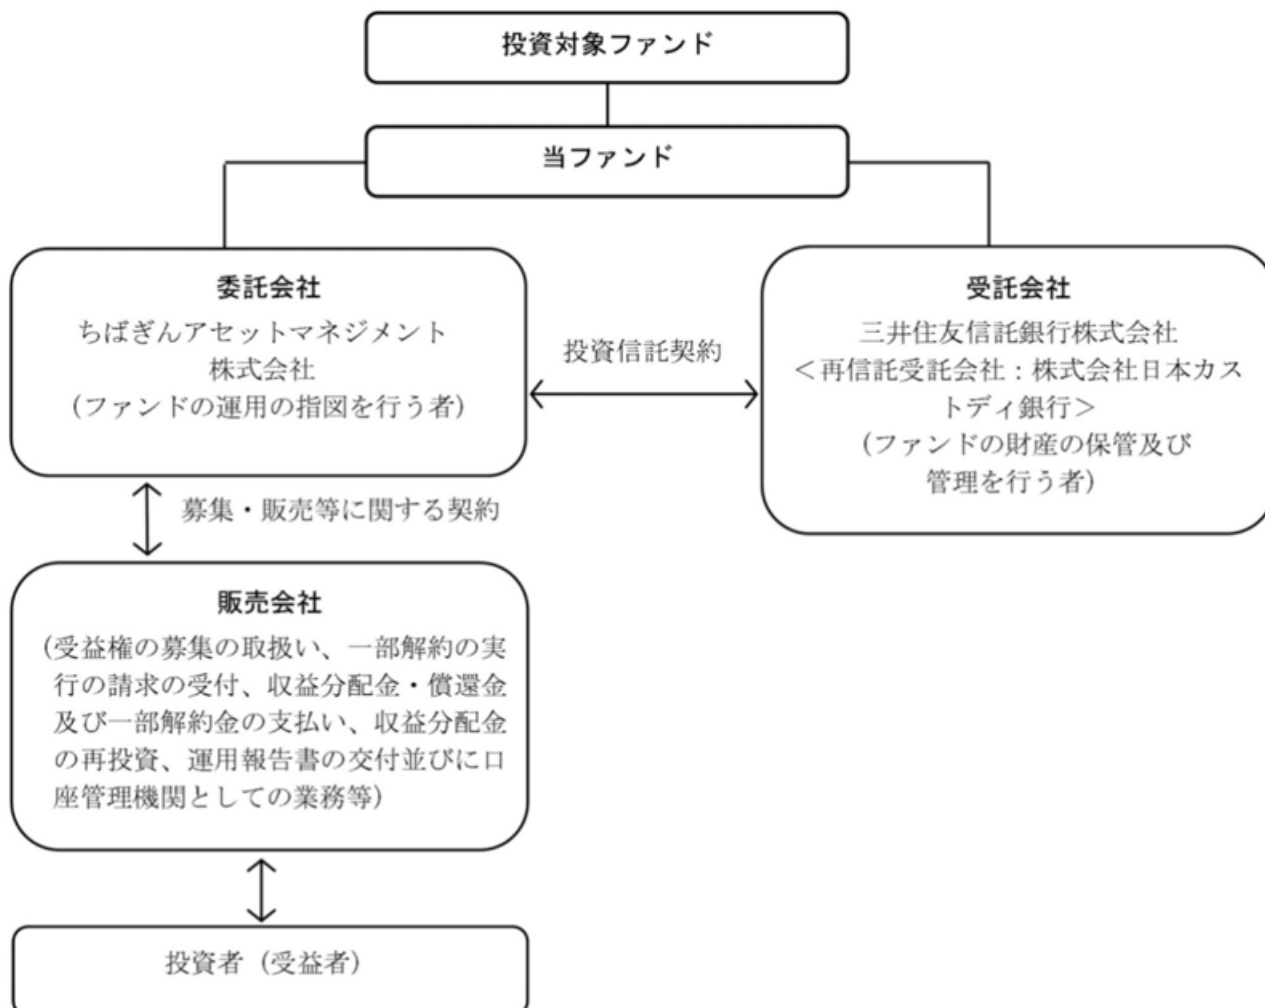 投資対象ファンド
当ファンド
委託会社
ちばぎんアセットマネジメント
株式会社
(ファンドの運用の指図を行う者)
投資信託契約
受託会社
三井住友信託銀行株式会社
＜再信託受託会社：株式会社日本カス
トディ銀行＞
(ファンドの財産の保管及び
管理を行う者)
募集・販売等に関する契約
販売会社
(受益権の募集の取扱い、一部解約の実
行の請求の受付、収益分配金・償還金
及び一部解約金の支払い、収益分配金
の再投資、運用報告書の交付並びに口
座管理機関としての業務等)
投資者（受益者）